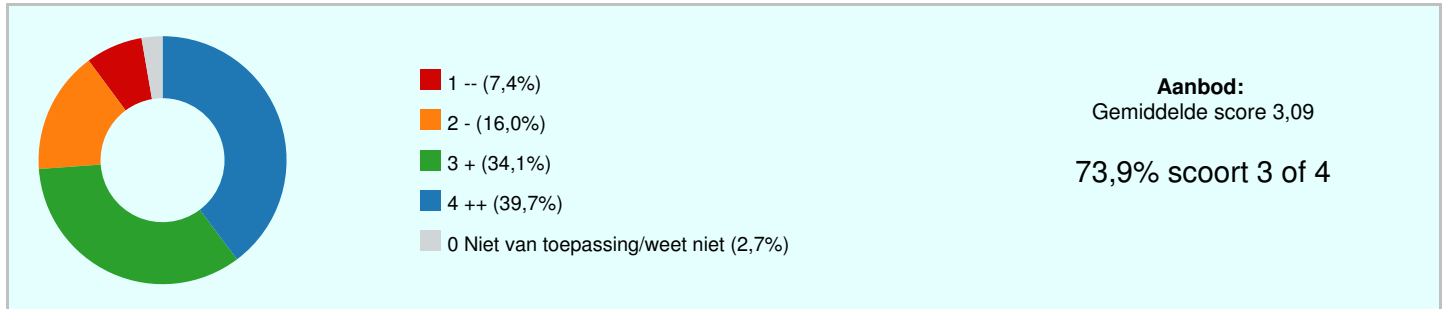 1 -- (7,4%)
2 - (16,0%)
3 + (34,1%)
4 ++ (39,7%)
0 Niet van toepassing/weet niet (2,7%)
Aanbod:
Gemiddelde score 3,09
73,9% scoort 3 of 4